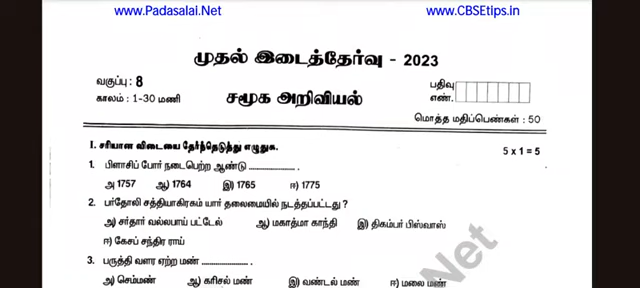 www.Padasalai.Net www.CBSEtips.in
முதல் இடைத்தேர்வு - 2023
வகுப்பு : 8
பதிவு எண்.
காலம் : 1-30 மணி
சமூக அறிவியல்
மொத்த மதிப்பெண்கள் : 50
I. சரியான விடையை தேர்ந்தெடுத்து எழுதுக. 5 x 1 = 5
1. பிளாசிப் போர் நடைபெற்ற ஆண்டு ....................
அ 1757 ஆ) 1764 இ) 1765 ஈ) 1775
2. பர்தோலி சத்தியாகிரகம் யார் தலைமையில் நடத்தப்பட்டது ?
அ) சர்தார் வல்லபாய் பட்டேல் ஆ) மகாத்மா காந்தி இ) திகம்பர் பிஸ்வாஸ்
ஈ) கேசப் சந்திர ராய்
3. பருத்தி வளர ஏற்ற மண் ....................
அ) செம்மண் ஆ) கரிசல் மண் இ) வண்டல் மண் ஈ) மலை மண்
Net